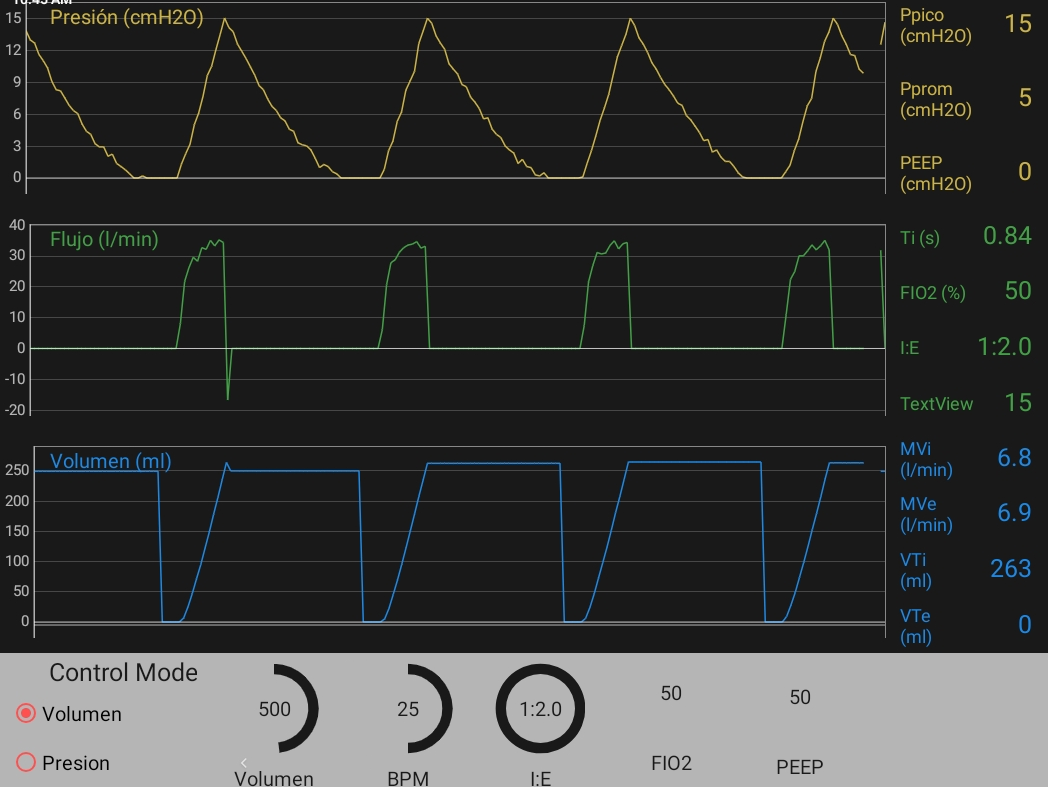 10:45 AM
Presión (cmH2O)
15
12
9
6
3
0
Ppico
(cmH2O)
15
Pprom
(cmH2O)
5
PEEP
(cmH2O)
0
Flujo (l/min)
40
30
20
10
0
-10
-20
Ti (s)
0.84
FIO2 (%)
50
I:E
1:2.0
TextView
15
Volumen (ml)
250
200
150
100
50
0
MVi
(l/min)
6.8
MVe
(l/min)
6.9
VTi
(ml)
263
VTe
(ml)
0
Control Mode
Volumen
Presion
500
Volumen
25
BPM
1:2.0
I:E
50
FIO2
50
PEEP